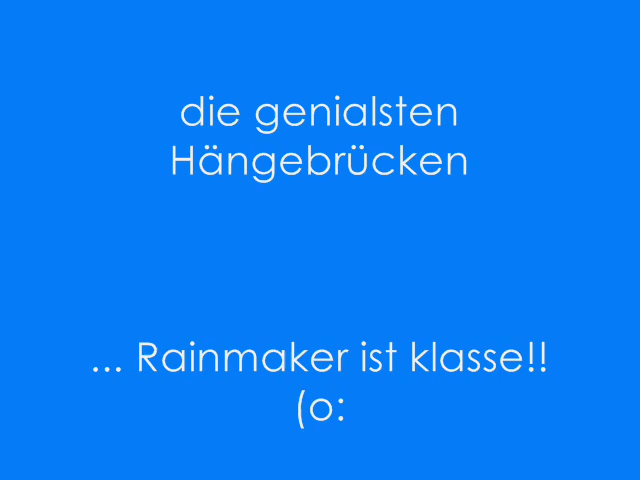 die genialsten
Hängebrücken
... Rainmaker ist klasse!!
(o: